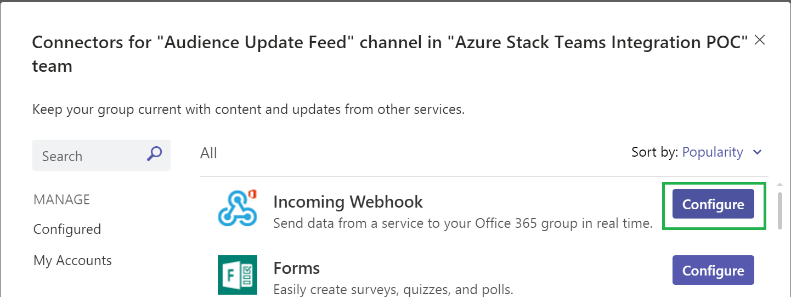 Connectors for "Audience Update Feed" channel in "Azure Stack Teams Integration POC"
team
Keep your group current with content and updates from other services.
Search
All
Sort by: Popularity
MANAGE
Configured
My Accounts
Incoming Webhook
Send data from a service to your Office 365 group in real time.
Configure
Forms
Easily create surveys, quizzes, and polls.
Configure